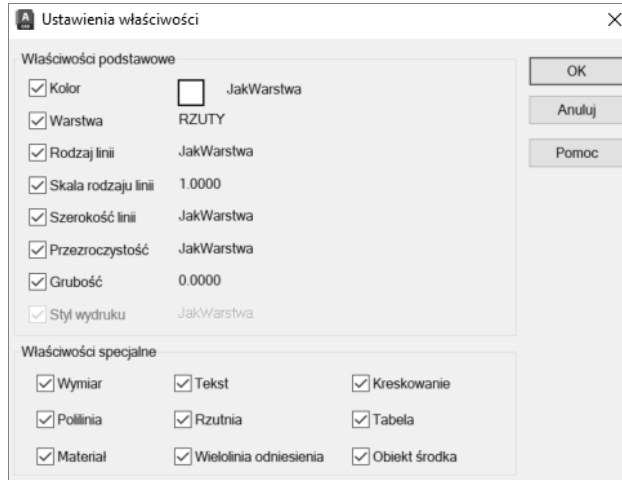 Ustawienia właściwości
Właściwości podstawowe
Kolor JakWarstwa
Warstwa RZUTY
Rodzaj linii JakWarstwa
Skala rodzaju linii 1.0000
Szerokość linii JakWarstwa
Przezroczystość JakWarstwa
Grubość 0.0000
Styl wydruku JakWarstwa
OK
Anuluj
Pomoc
Właściwości specjalne
Wymiar Tekst Kreskowanie
Polilinia Rzutnia Tabela
Materiał Wielolinia odniesienia Obiekt środka